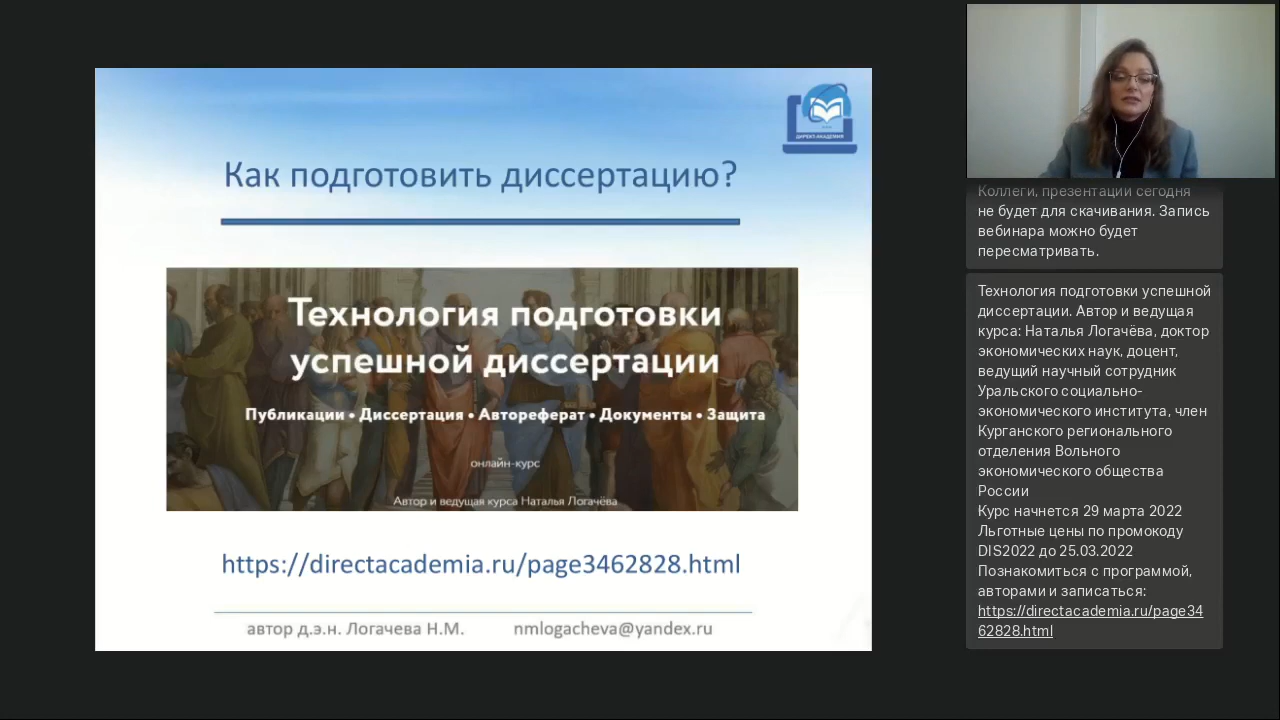 ДИРЕКТ-АКАДЕМИЯ
Как подготовить диссертацию?
Технология подготовки
успешной диссертации
Публикации • Диссертация • Автореферат • Документы • Защита
онлайн-курс
Автор и ведущая курса Наталья Логачёва
https://directacademia.ru/page3462828.html
автор д.э.н. Логачева Н.М. nmlogacheva@yandex.ru
Коллеги, презентации сегодня
не будет для скачивания. Запись
вебинара можно будет
пересматривать.
Технология подготовки успешной
диссертации. Автор и ведущая
курса: Наталья Логачёва, доктор
экономических наук, доцент,
ведущий научный сотрудник
Уральского социально-
экономического института, член
Курганского регионального
отделения Вольного
экономического общества
России
Курс начнется 29 марта 2022
Льготные цены по промокоду
DIS2022 до 25.03.2022
Познакомиться с программой,
авторами и записаться:
https://directacademia.ru/page34
62828.html